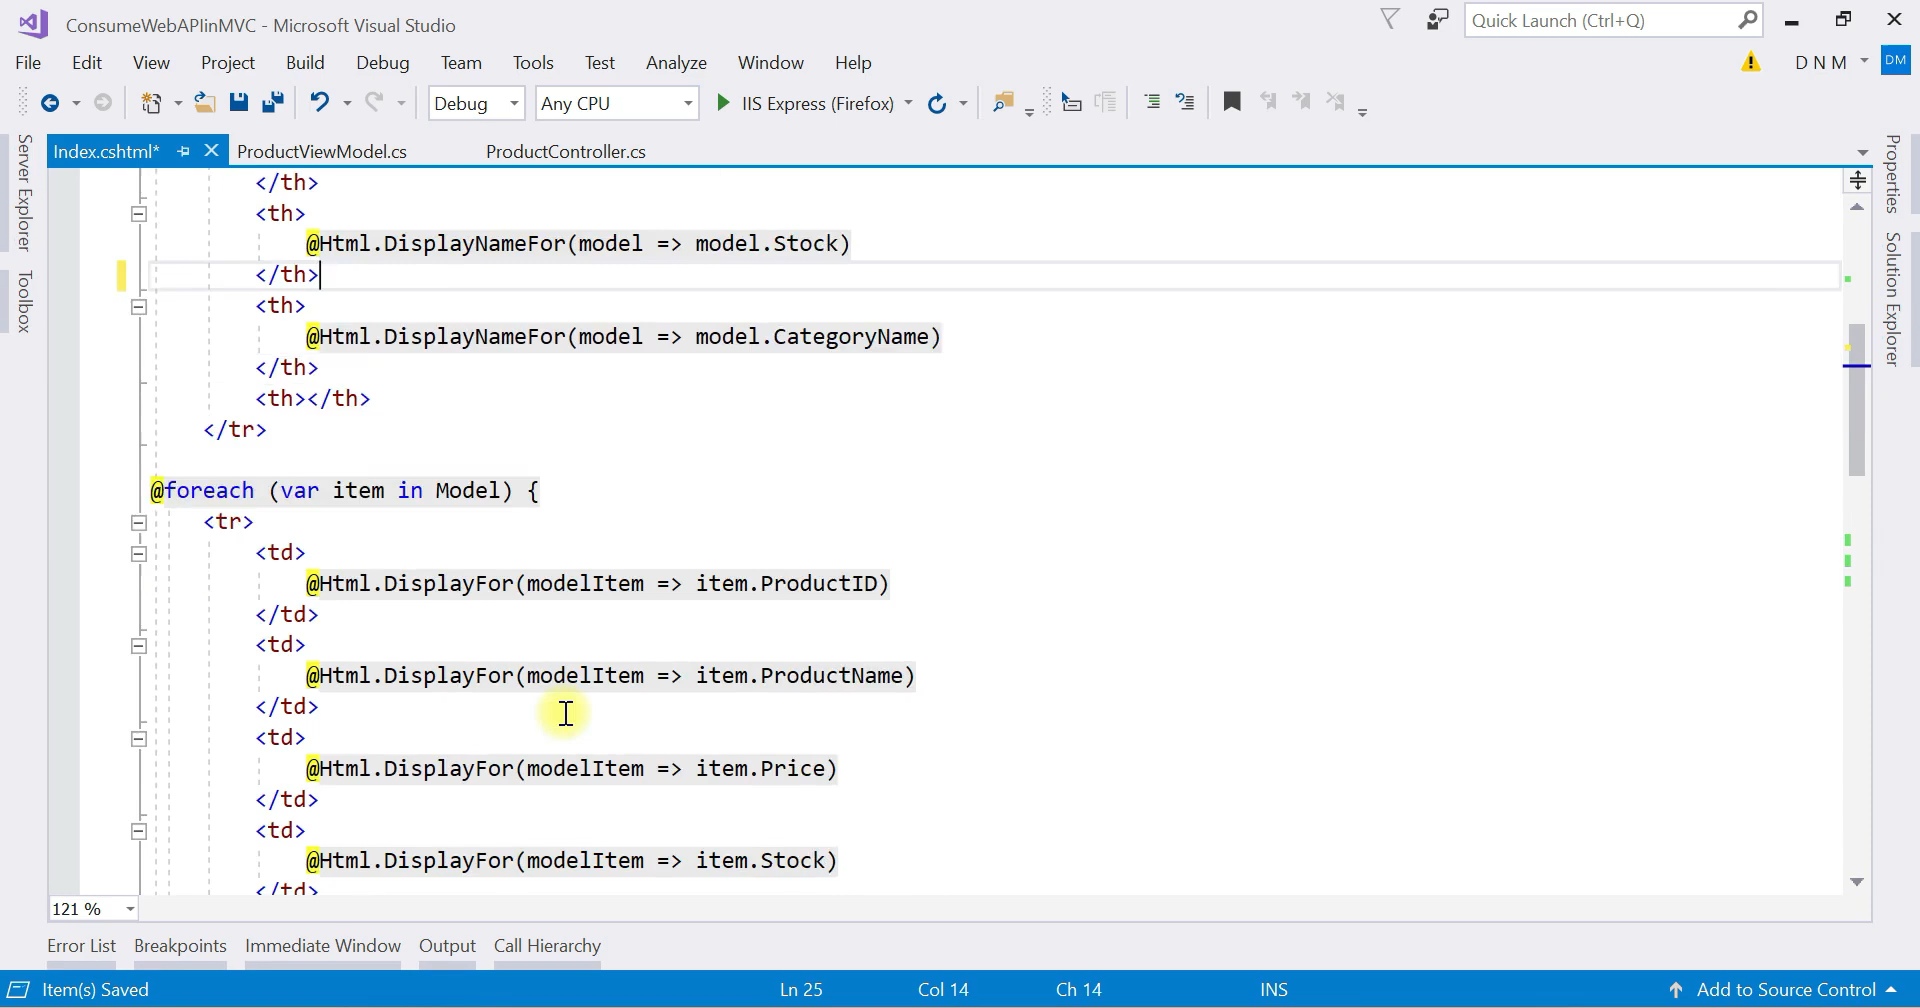 ConsumeWebAPIinMVC - Microsoft Visual Studio
Quick Launch (Ctrl+Q)
File Edit View Project Build Debug Team Tools Test Analyze Window Help
D N M
DM
Debug
Any CPU
IIS Express (Firefox)
Server Explorer
Toolbox
Index.cshtml*
ProductViewModel.cs
ProductController.cs
Properties
Solution Explorer
</th>
<th>
@Html.DisplayNameFor(model => model.Stock)
</th>
<th>
@Html.DisplayNameFor(model => model.CategoryName)
</th>
<th></th>
</tr>
@foreach (var item in Model) {
<tr>
<td>
@Html.DisplayFor(modelItem => item.ProductID)
</td>
<td>
@Html.DisplayFor(modelItem => item.ProductName)
</td>
<td>
@Html.DisplayFor(modelItem => item.Price)
</td>
<td>
@Html.DisplayFor(modelItem => item.Stock)
</td>
121 %
Error List Breakpoints Immediate Window Output Call Hierarchy
Item(s) Saved
Ln 25
Col 14
Ch 14
INS
Add to Source Control